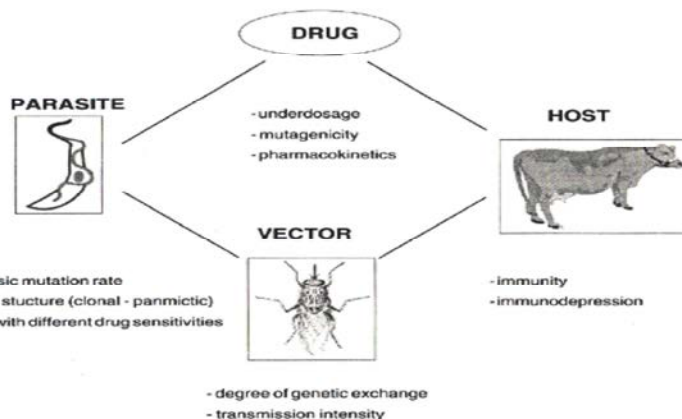 DRUG
PARASITE
- underdosage
- mutagenicity
- pharmacokinetics
HOST
VECTOR
sic mutation rate
stucture (clonal - panmictic)
with different drug sensitivities
- immunity
- immunodepression
- degree of genetic exchange
- transmission intensity